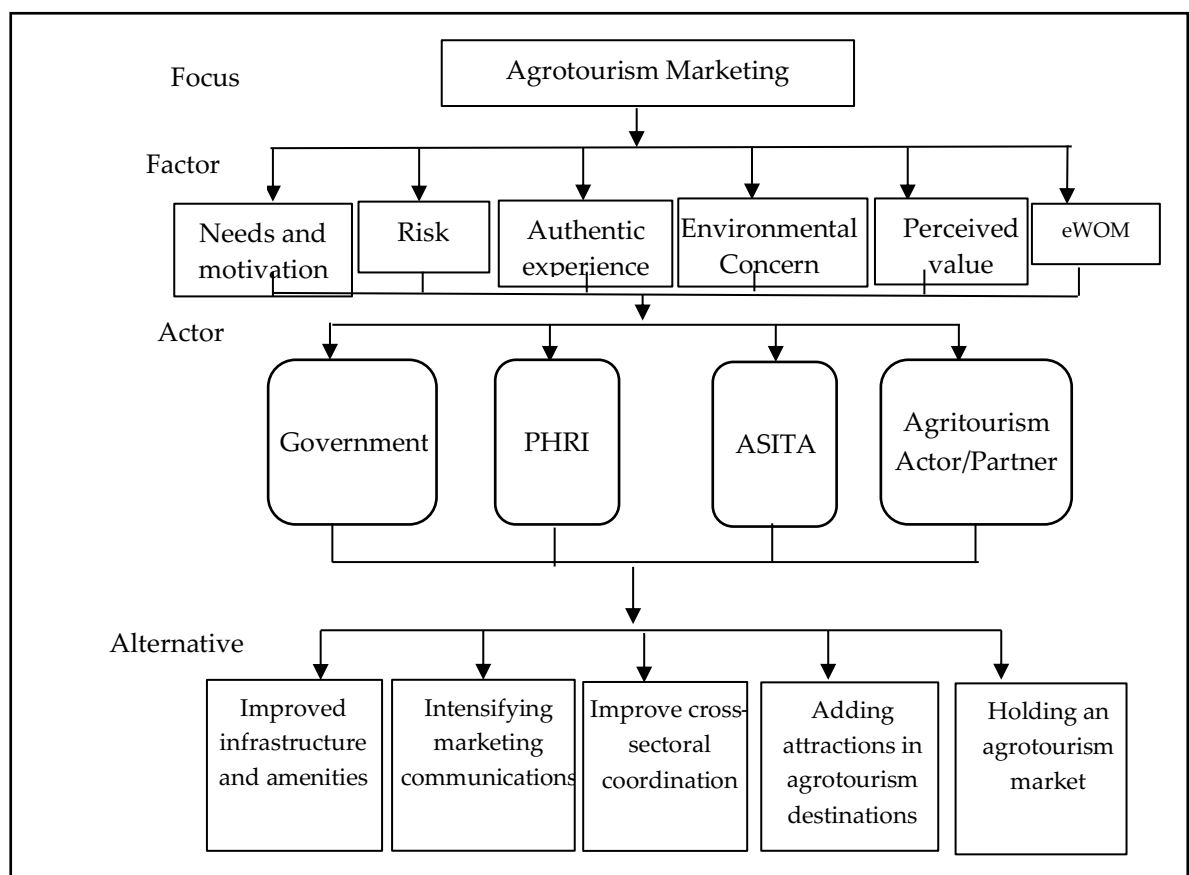 Focus
Agrotourism Marketing
Factor
Needs and
motivation
Risk
Authentic
experience
Environmental
Concern
Perceived
value
eWOM
Actor
Government
PHRI
ASITA
Agritourism
Actor/Partner
Alternative
Improved
infrastructure
and amenities
Intensifying
marketing
communications
Improve cross-
sectoral
coordination
Adding
attractions in
agrotourism
destinations
Holding an
agrotourism
market